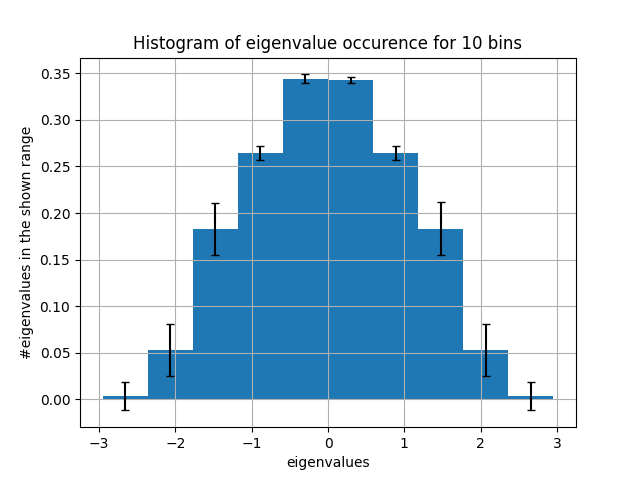 Histogram of eigenvalue occurence for 10 bins
0.35
0.30
0.25
0.20
0.15
0.10
0.05
0.00
#eigenvalues in the shown range
−3 −2 −1 0 1 2 3
eigenvalues